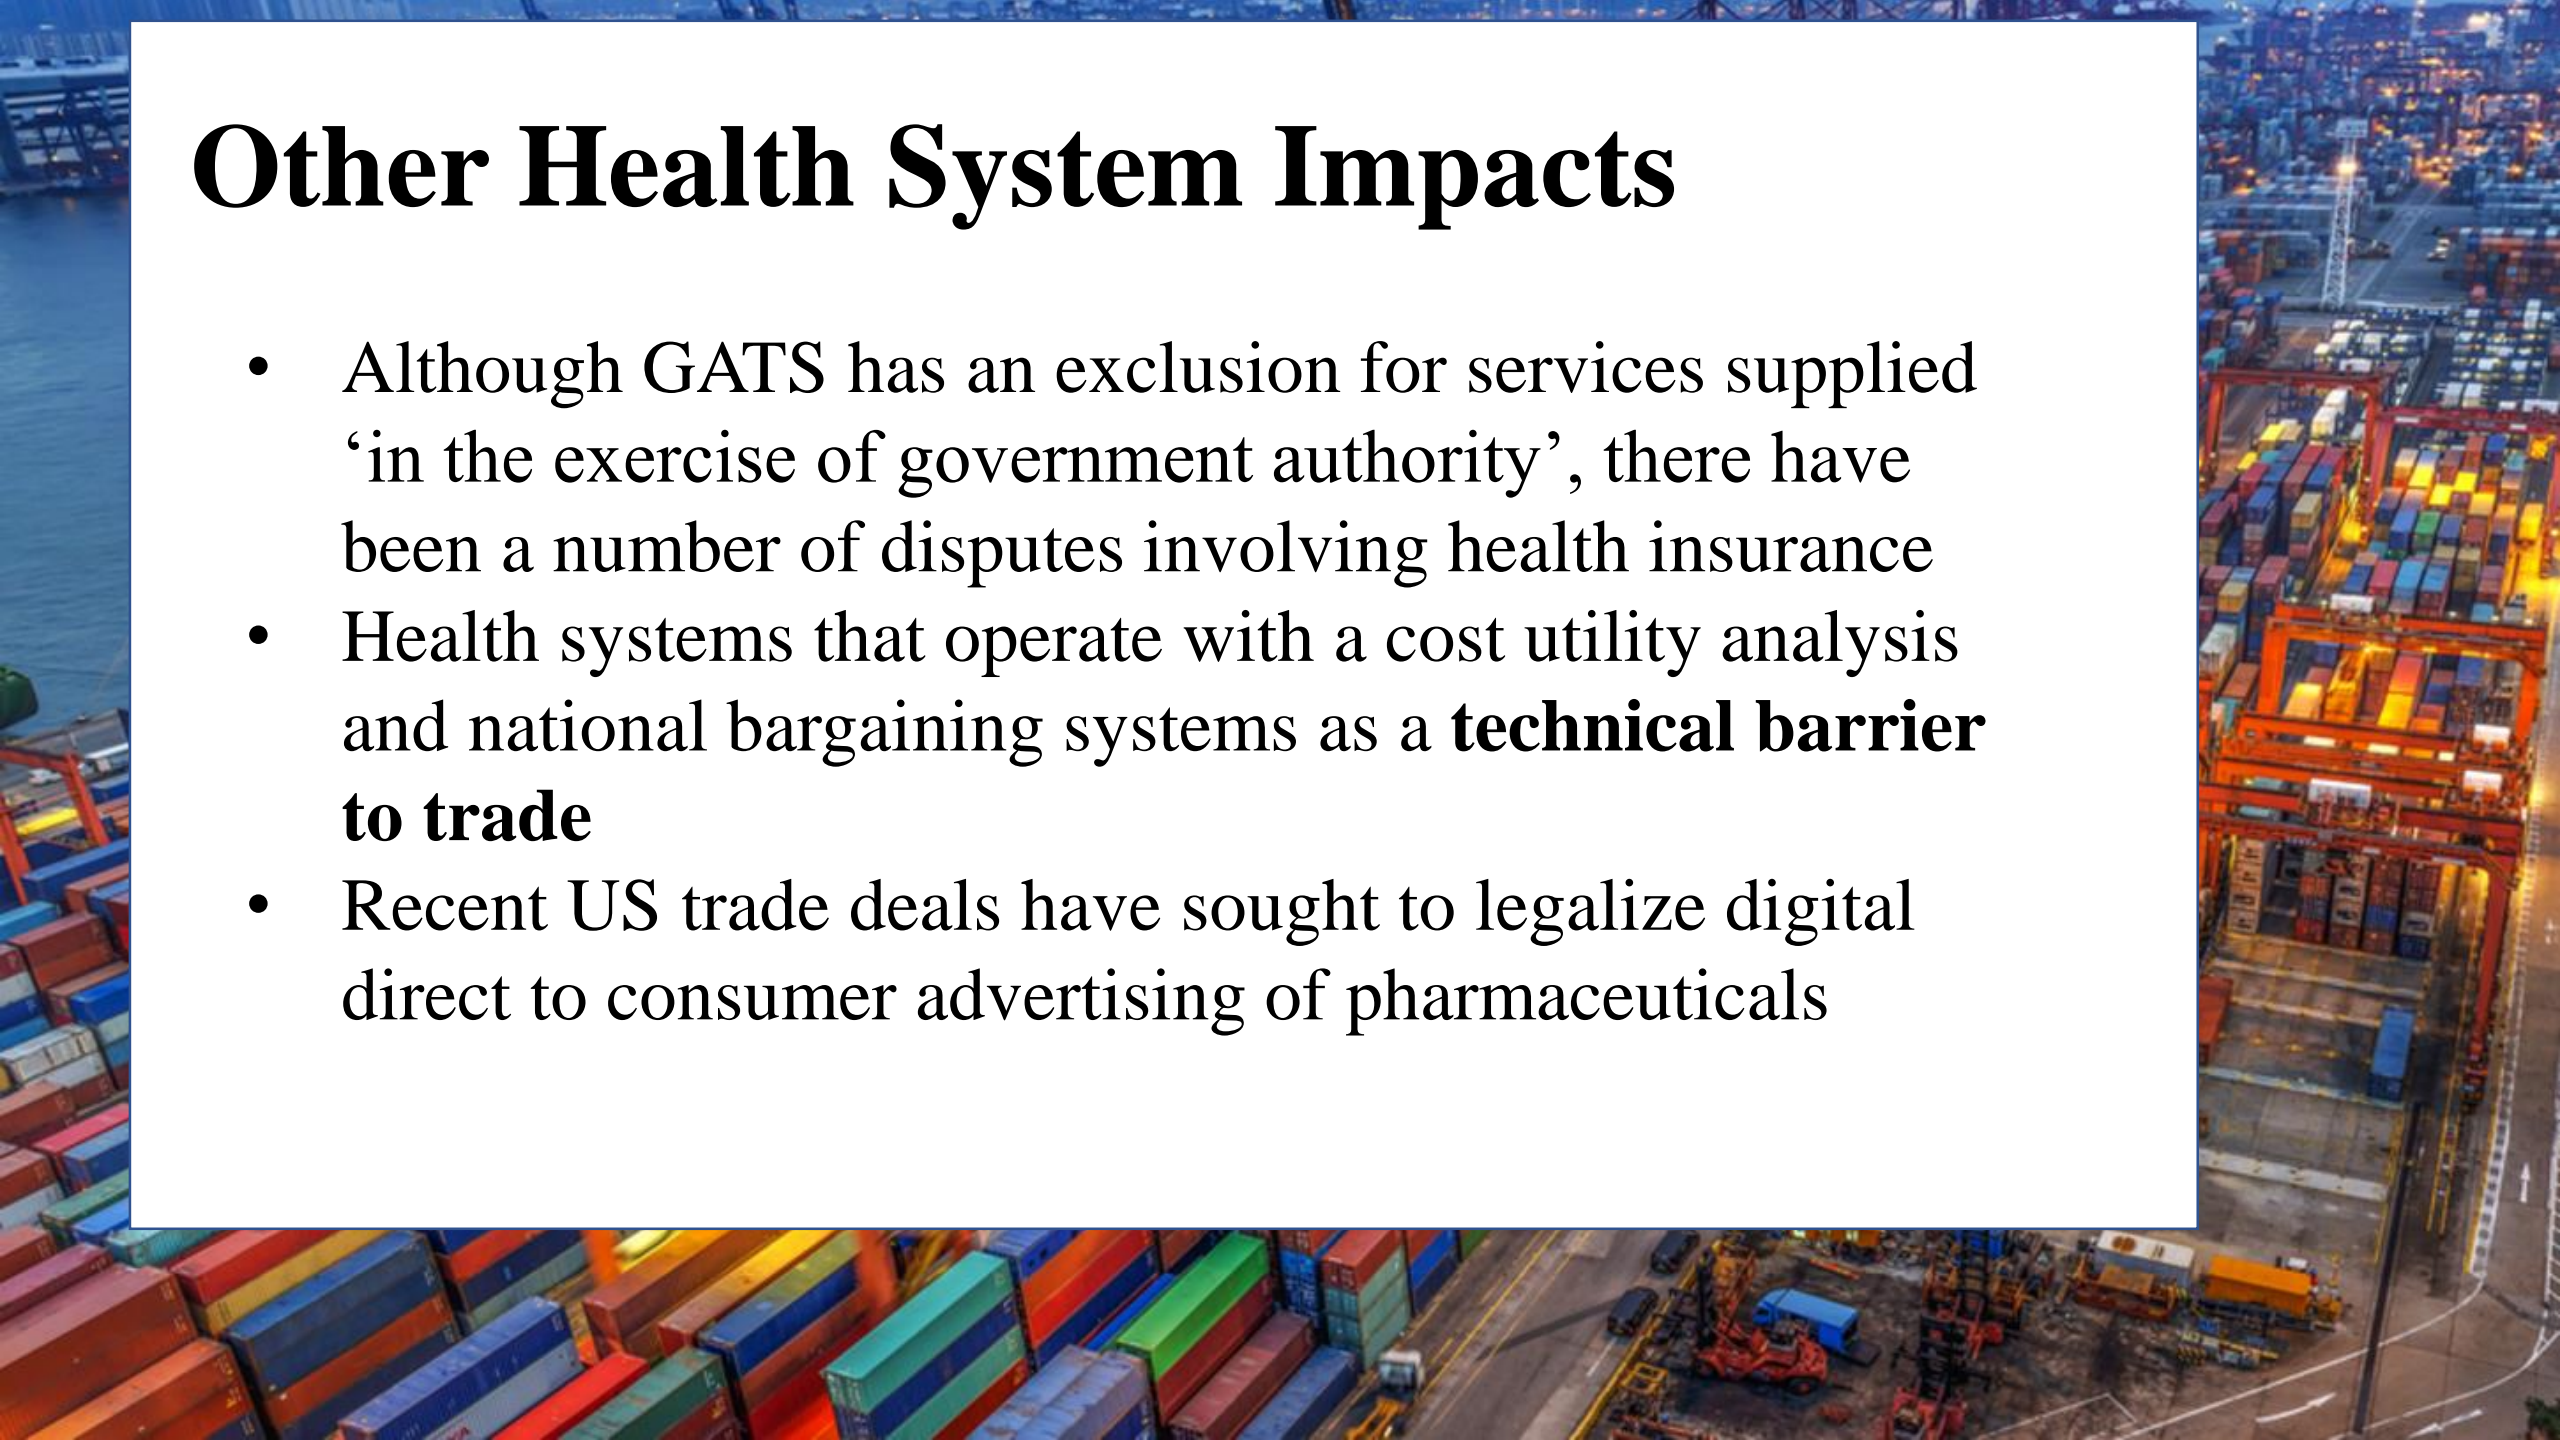 Other Health System Impacts
• Although GATS has an exclusion for services supplied
‘in the exercise of government authority’, there have
been a number of disputes involving health insurance
• Health systems that operate with a cost utility analysis
and national bargaining systems as a technical barrier
to trade
• Recent US trade deals have sought to legalize digital
direct to consumer advertising of pharmaceuticals